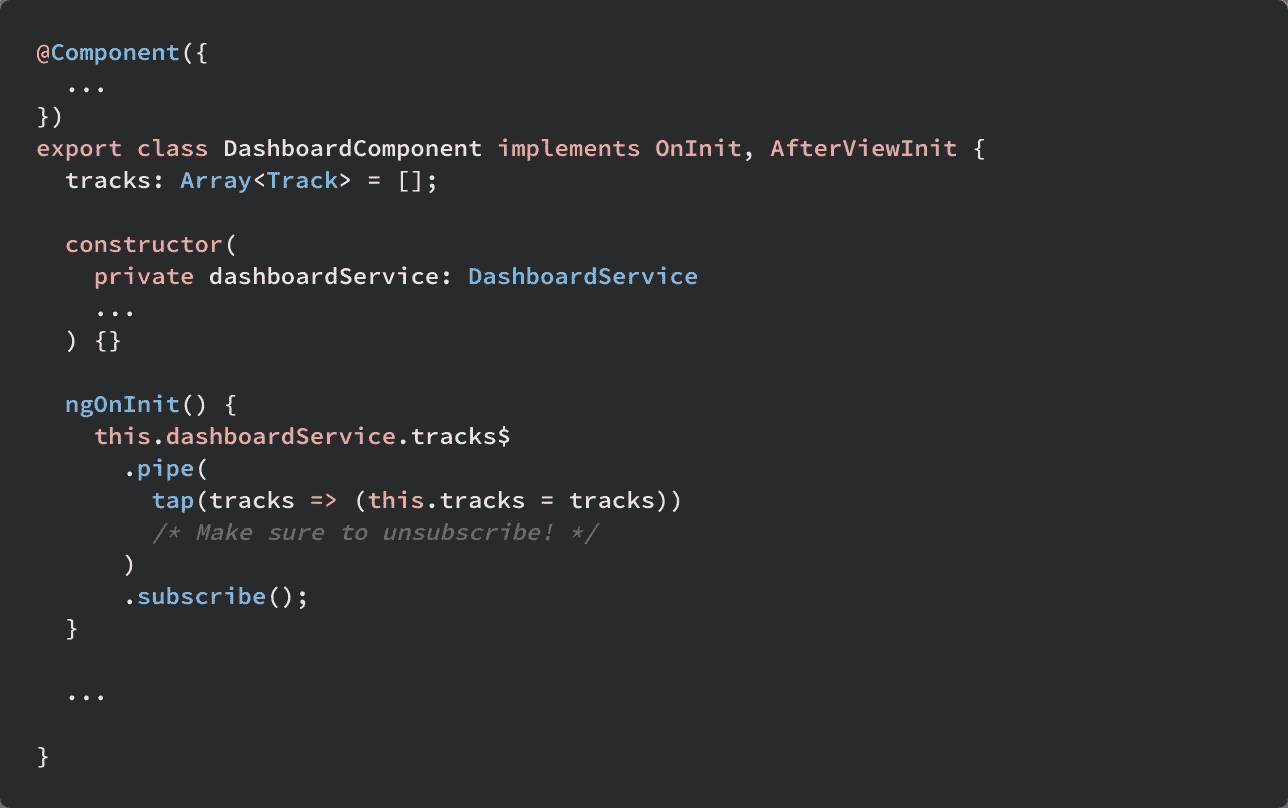 @Component({
  ...
})
export class DashboardComponent implements OnInit, AfterViewInit {
  tracks: Array<Track> = [];

  constructor(
    private dashboardService: DashboardService
    ...
  ) {}

  ngOnInit() {
    this.dashboardService.tracks$
      .pipe(
        tap(tracks => (this.tracks = tracks))
        /* Make sure to unsubscribe! */
      )
      .subscribe();
  }

  ...

}